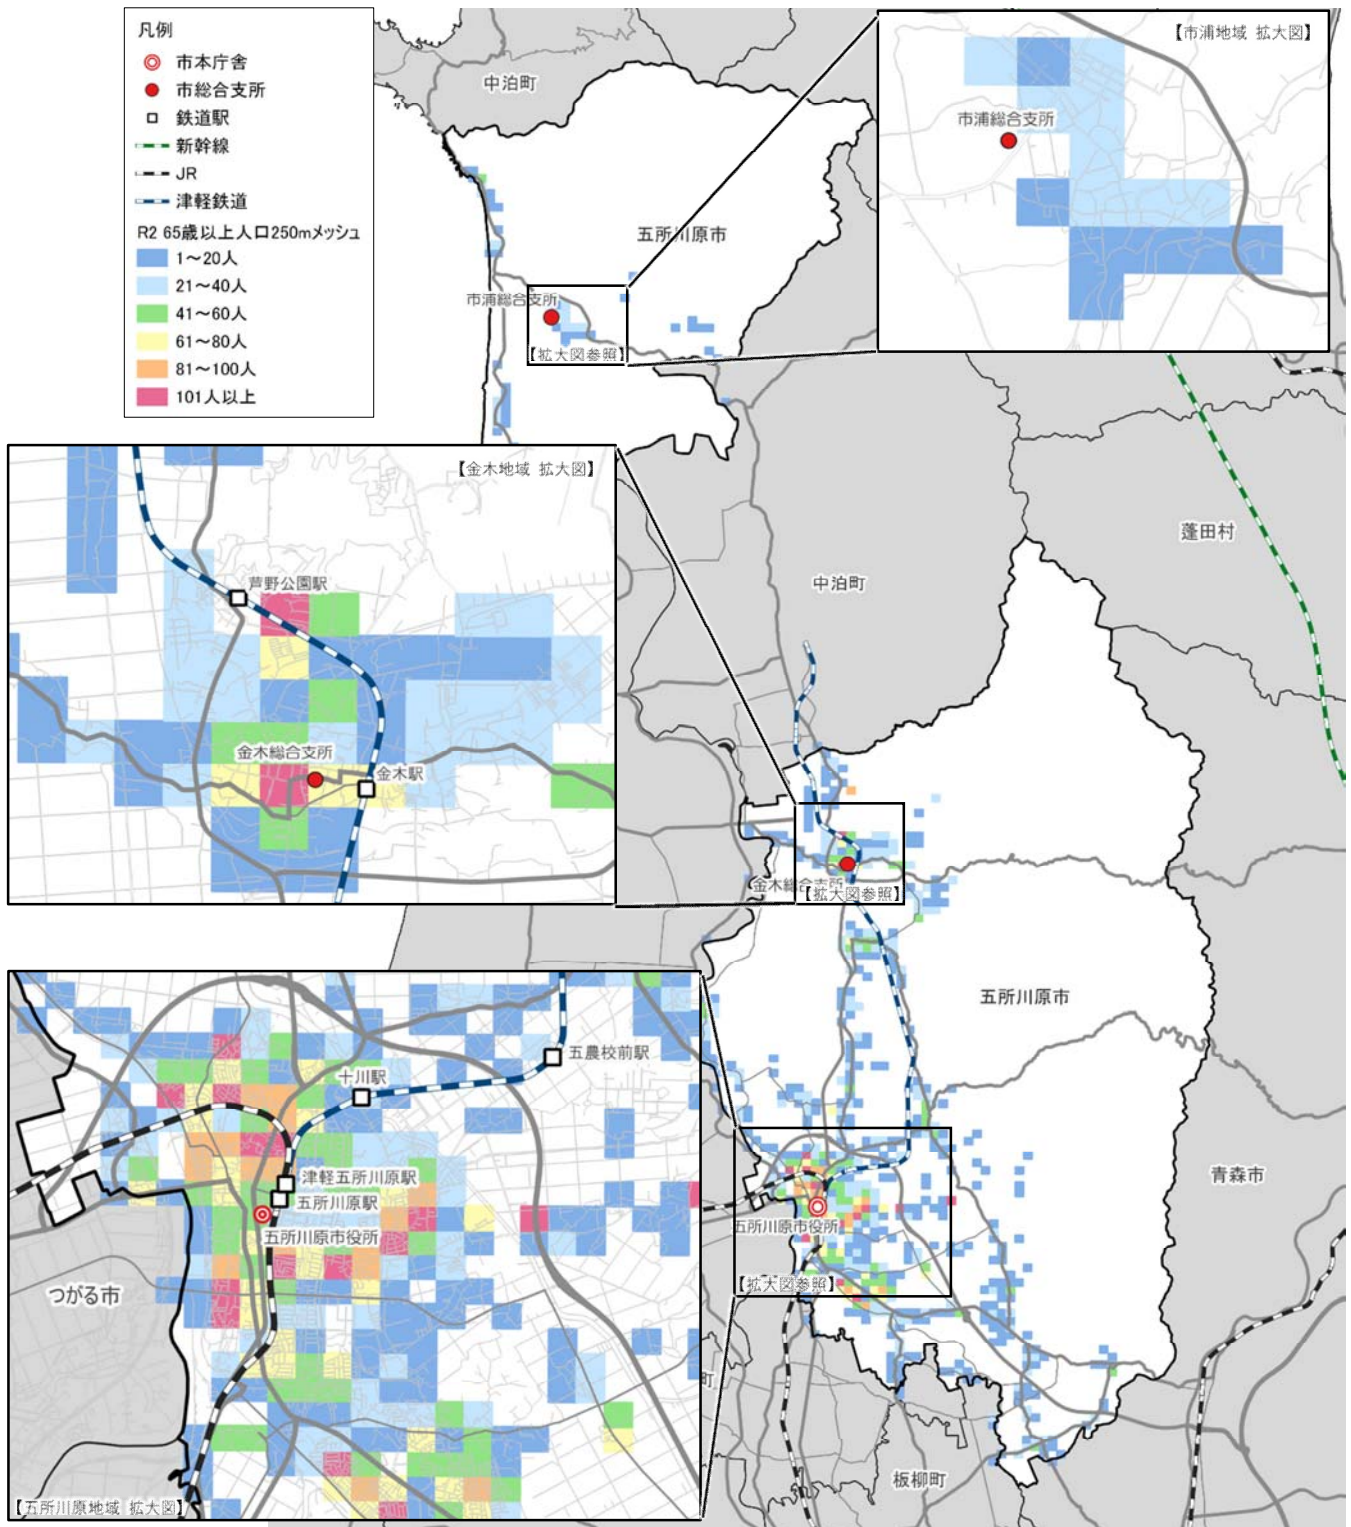 凡例
市本庁舎
市総合支所
鉄道駅
新幹線
JR
津軽鉄道
R2 65歳以上人口250mメッシュ
1～20人
21～40人
41～60人
61～80人
81～100人
101人以上
中泊町
五所川原市
市浦総合支所
【拡大図参照】
【市浦地域 拡大図】
市浦総合支所
【金木地域 拡大図】
芦野公園駅
金木総合支所
金木駅
蓬田村
中泊町
金木総合支所
【拡大図参照】
五所川原市
青森市
五所川原市役所
【拡大図参照】
町
板柳町
五農校前駅
十川駅
津軽五所川原駅
五所川原駅
五所川原市役所
つがる市
【五所川原地域 拡大図】